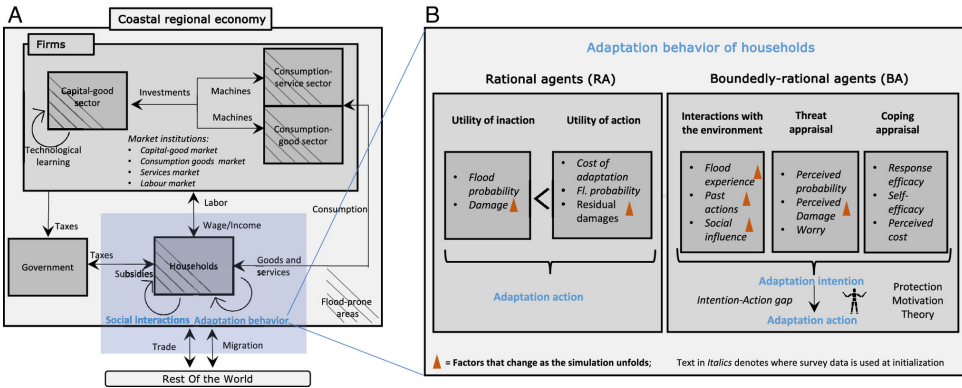 A
Coastal regional economy
Firms
Capital-good
sector
Technological
learning
Investments
Machines
Machines
Consumption-
service sector
Consumption-
good sector
Market institutions:
• Capital-good market
• Consumption goods market
• Services market
• Labour market
Labor
Wage/Income
Consumption
Taxes
Government
Taxes
Subsidies
Households
Goods and
services
Flood-prone
areas
Social interactions
Adaptation behavior
Trade
Migration
Rest Of the World
B
Adaptation behavior of households
Rational agents (RA)
Utility of inaction
• Flood
probability
• Damage
<
Utility of action
• Cost of
adaptation
• Fl. probability
• Residual
damages
Adaptation action
Boundedly-rational agents (BA)
Interactions with
the environment
• Flood
experience
• Past
actions
• Social
influence
Threat
appraisal
• Perceived
probability
• Perceived
Damage
• Worry
Coping
appraisal
• Response
efficacy
• Self-
efficacy
• Perceived
cost
Adaptation intention
Intention-Action gap
Adaptation action
Protection
Motivation
Theory
= Factors that change as the simulation unfolds;
Text in Italics denotes where survey data is used at initialization